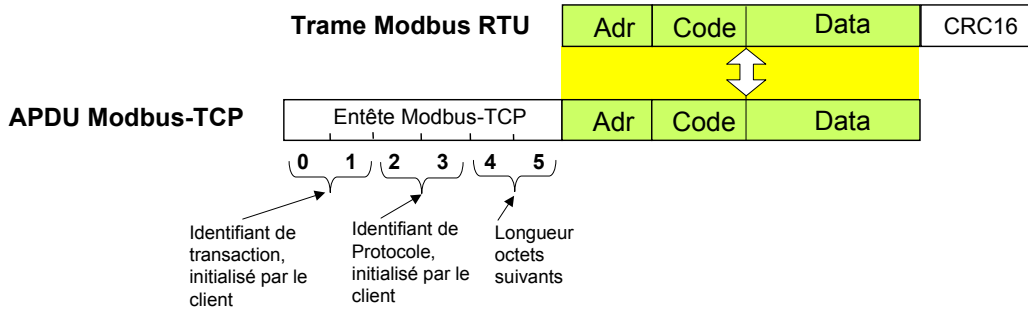 Trame Modbus RTU
Adr Code Data CRC16
APDU Modbus-TCP
Entête Modbus-TCP Adr Code Data
0 1 2 3 4 5
Identifiant de
transaction,
initialisé par le
client
Identifiant de
Protocole,
initialisé par le
client
Longueur
octets
suivants